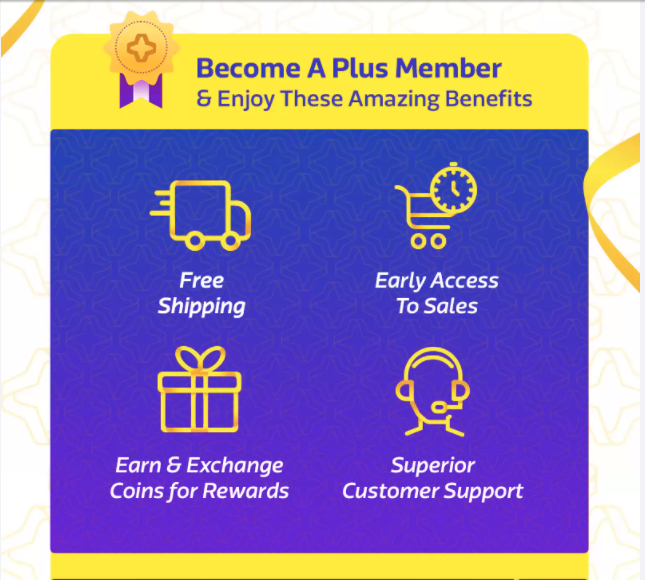 Become A Plus Member
& Enjoy These Amazing Benefits
Free
Shipping
Early Access
To Sales
Earn & Exchange
Coins for Rewards
Superior
Customer Support